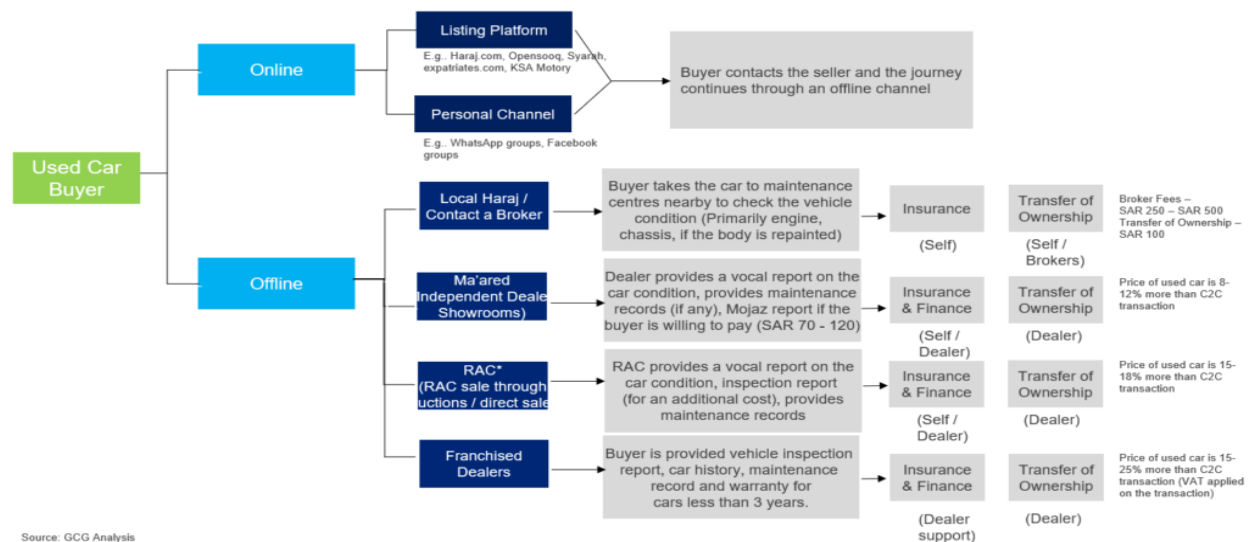 Used Car
Buyer
Online
Listing Platform
E.g.. Haraj.com, Opensooq, Syarah,
expatriates.com, KSA Motory
Personal Channel
E.g.. WhatsApp groups, Facebook
groups
Buyer contacts the seller and the journey
continues through an offline channel
Offline
Local Haraj /
Contact a Broker
Buyer takes the car to maintenance
centres nearby to check the vehicle
condition (Primarily engine,
chassis, if the body is repainted)
Insurance
(Self)
Transfer of
Ownership
(Self /
Brokers)
Broker Fees –
SAR 250 – SAR 500
Transfer of Ownership –
SAR 100
Ma'ared
Independent Deale
Showrooms)
Dealer provides a vocal report on the
car condition, provides maintenance
records (if any), Mojaz report if the
buyer is willing to pay (SAR 70 - 120)
Insurance
& Finance
(Self /
Dealer)
Transfer of
Ownership
(Dealer)
Price of used car is 8-
12% more than C2C
transaction
RAC*
(RAC sale through
uctions / direct sale
RAC provides a vocal report on the
car condition, inspection report
(for an additional cost), provides
maintenance records
Insurance
& Finance
(Self /
Dealer)
Transfer of
Ownership
(Dealer)
Price of used car is 15-
18% more than C2C
transaction
Franchised
Dealers
Buyer is provided vehicle inspection
report, car history, maintenance
record and warranty for
cars less than 3 years.
Insurance
& Finance
(Dealer
support)
Transfer of
Ownership
(Dealer)
Price of used car is 15-
25% more than C2C
transaction (VAT applied
on the transaction)
Source: GCG Analysis